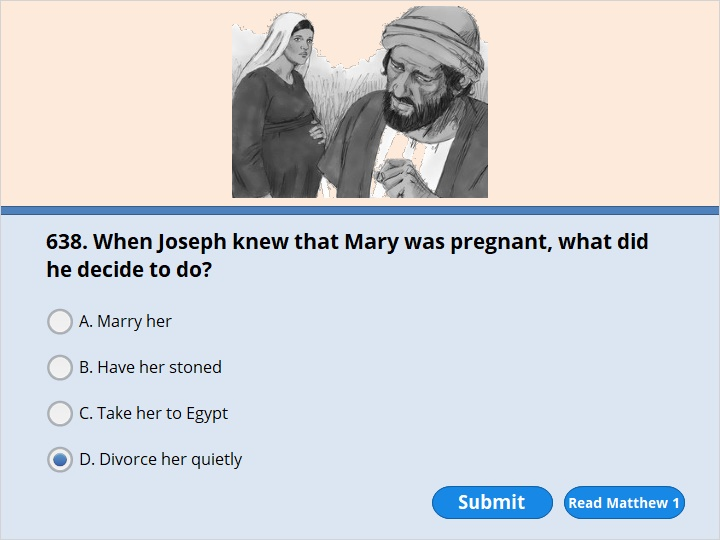 638. When Joseph knew that Mary was pregnant, what did
he decide to do?
A. Marry her
B. Have her stoned
C. Take her to Egypt
D. Divorce her quietly
Submit
Read Matthew 1